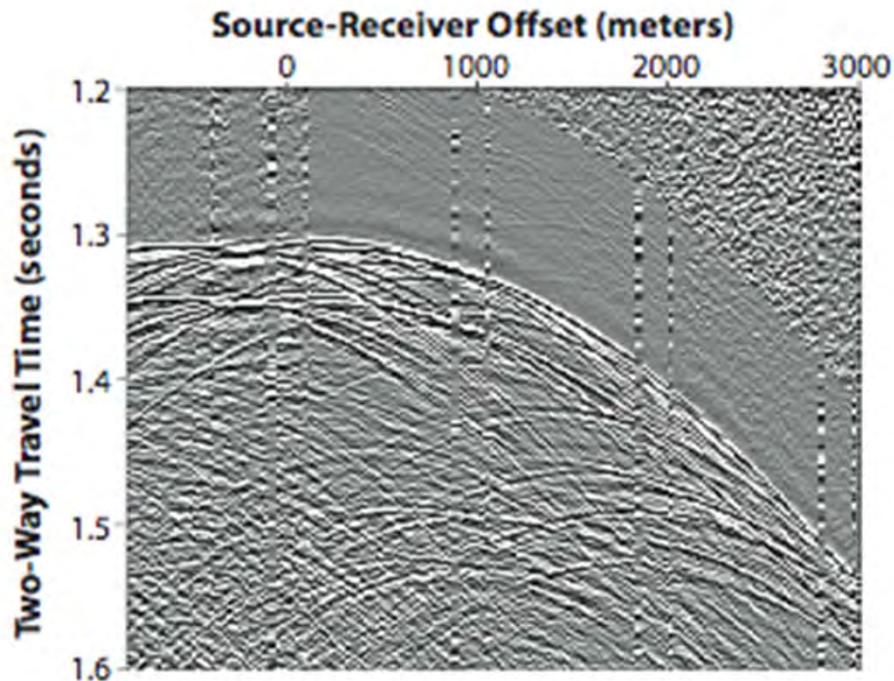 Source-Receiver Offset (meters)
0 1000 2000 3000
Two-Way Travel Time (seconds)
1.2
1.3
1.4
1.5
1.6